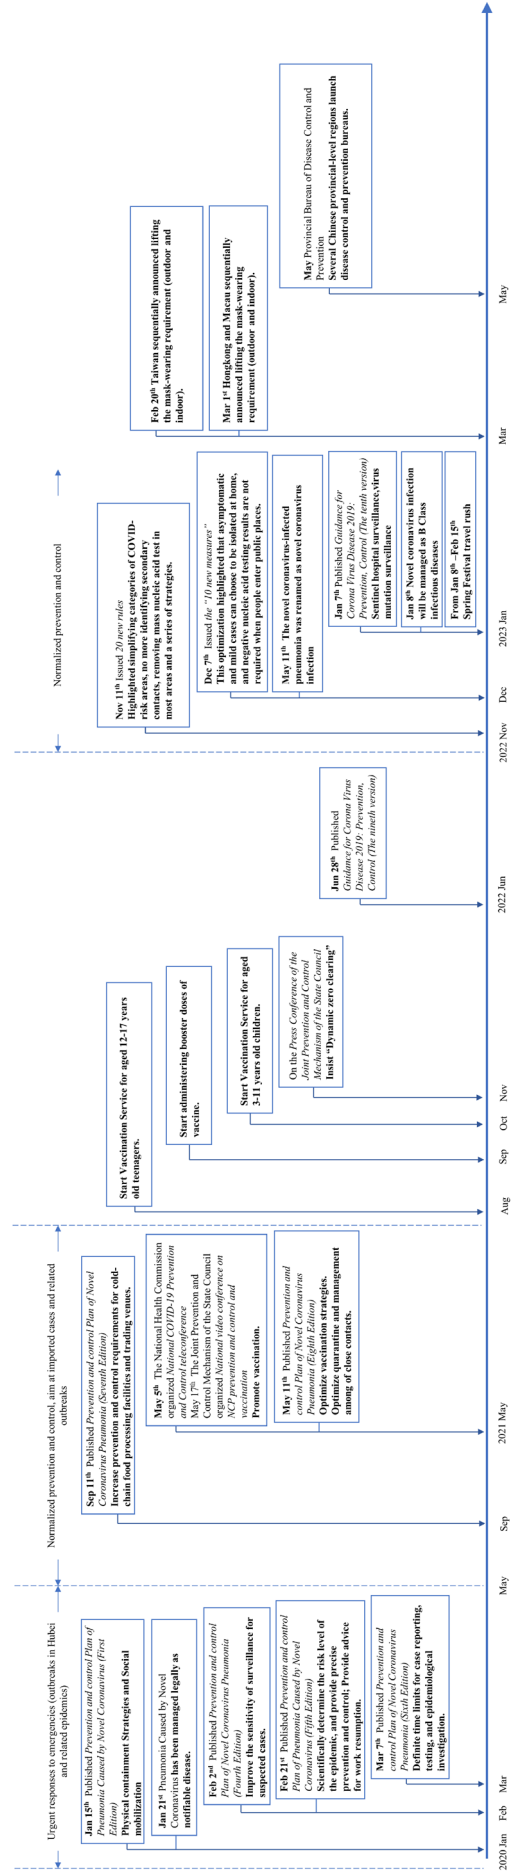 Urgent responses to emergencies (outbreaks in Hubei
and related epidemics)
Jan 15th Published Prevention and control Plan of
Pneumonia Caused by Novel Coronavirus (First
Edition)
Physical containment Strategies and Social
mobilization
Jan 21st Pneumonia Caused by Novel
Coronavirus has been managed legally as
notifiable disease.
Feb 2nd Published Prevention and control
Plan of Novel Coronavirus Pneumonia
(Fourth Edition)
Improve the sensitivity of surveillance for
suspected cases.
Feb 21st Published Prevention and control
Plan of Pneumonia Caused by Novel
Coronavirus (Fifth Edition)
Scientifically determine the risk level of
the epidemic, and provide precise
prevention and control; Provide advice
for work resumption.
Mar 7th Published Prevention and
control Plan of Novel Coronavirus
Pneumonia (Sixth Edition)
Definite time limits for case reporting,
testing, and epidemiological
investigation.
Normalized prevention and control, aim at imported cases and related
outbreaks
Sep 11th Published Prevention and control Plan of Novel
Coronavirus Pneumonia (Seventh Edition)
Increase prevention and control requirements for cold-
chain food processing facilities and trading venues.
May 5th The National Health Commission
organized National COVID-19 Prevention
and Control teleconference
May 17th The Joint Prevention and
Control Mechanism of the State Council
organized National video conference on
NCP prevention and control and
vaccination
Promote vaccination.
May 11th Published Prevention and
control Plan of Novel Coronavirus
Pneumonia (Eighth Edition)
Optimize vaccination strategies.
Optimize quarantine and management
among of close contacts.
Start Vaccination Service for aged 12-17 years
old teenagers.
Start administering booster doses of
vaccine.
Start Vaccination Service for aged
3-11 years old children.
On the Press Conference of the
Joint Prevention and Control
Mechanism of the State Council
Insist “Dynamic zero clearing”
Jun 28th Published
Guidance for Corona Virus
Disease 2019: Prevention,
Control (The nineth version)
Normalized prevention and control
Nov 11th Issued 20 new rules
Highlighted simplifying categories of COVID-
risk areas, no more identifying secondary
contacts, removing mass nucleic acid test in
most areas and a series of strategies.
Dec 7th Issued the “10 new measures”
This optimization highlighted that asymptomatic
and mild cases can choose to be isolated at home,
and negative nucleic acid testing results are not
required when people enter public places.
May 11th The novel coronavirus-infected
pneumonia was renamed as novel coronavirus
infection
Jan 7th Published Guidance for
Corona Virus Disease 2019:
Prevention, Control (The tenth version)
Sentinel hospital surveillance,virus
mutation surveillance
Jan 8th Novel coronavirus infection
will be managed as B Class
infectious diseases
From Jan 8th –Feb 15th
Spring Festival travel rush
Feb 20th Taiwan sequentially announced lifting
the mask-wearing requirement (outdoor and
indoor).
Mar 1st Hongkong and Macau sequentially
announced lifting the mask-wearing
requirement (outdoor and indoor).
May Provincial Bureau of Disease Control and
Prevention
Several Chinese provincial-level regions launch
disease control and prevention bureaus.
2020 Jan Feb Mar May Sep 2021 May Aug Sep Oct Nov 2022 Jun 2022 Nov Dec 2023 Jan Mar May